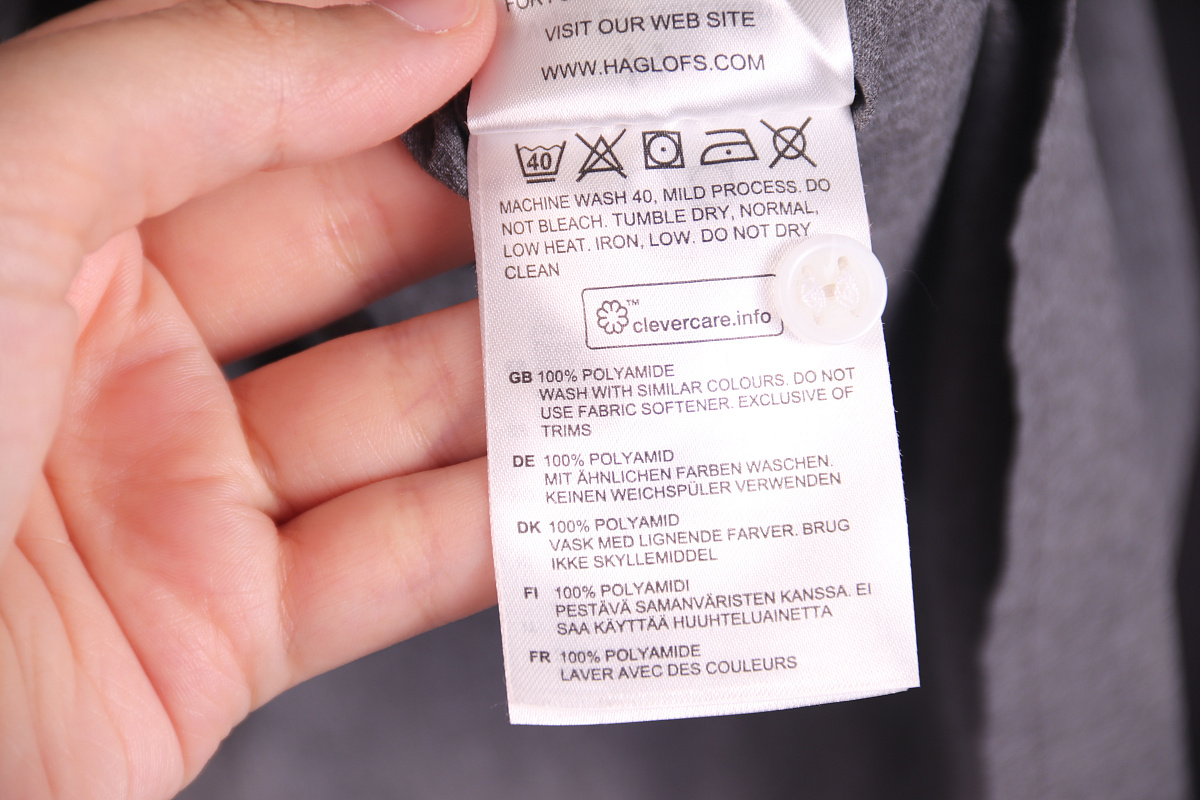 VISIT OUR WEB SITE
WWW.HAGLOFS.COM
40
MACHINE WASH 40, MILD PROCESS. DO
NOT BLEACH. TUMBLE DRY, NORMAL,
LOW HEAT. IRON, LOW. DO NOT DRY
CLEAN
™
clevercare.info
GB 100% POLYAMIDE
WASH WITH SIMILAR COLOURS. DO NOT
USE FABRIC SOFTENER. EXCLUSIVE OF
TRIMS
DE 100% POLYAMID
MIT ÄHNLICHEN FARBEN WASCHEN.
KEINEN WEICHSPÜLER VERWENDEN
DK 100% POLYAMID
VASK MED LIGNENDE FARVER. BRUG
IKKE SKYLLEMIDDEL
FI 100% POLYAMIDI
PESTÄVÄ SAMANVÄRISTEN KANSSA. EI
SAA KÄYTTÄÄ HUUHTELUAINETTA
FR 100% POLYAMIDE
LAVER AVEC DES COULEURS